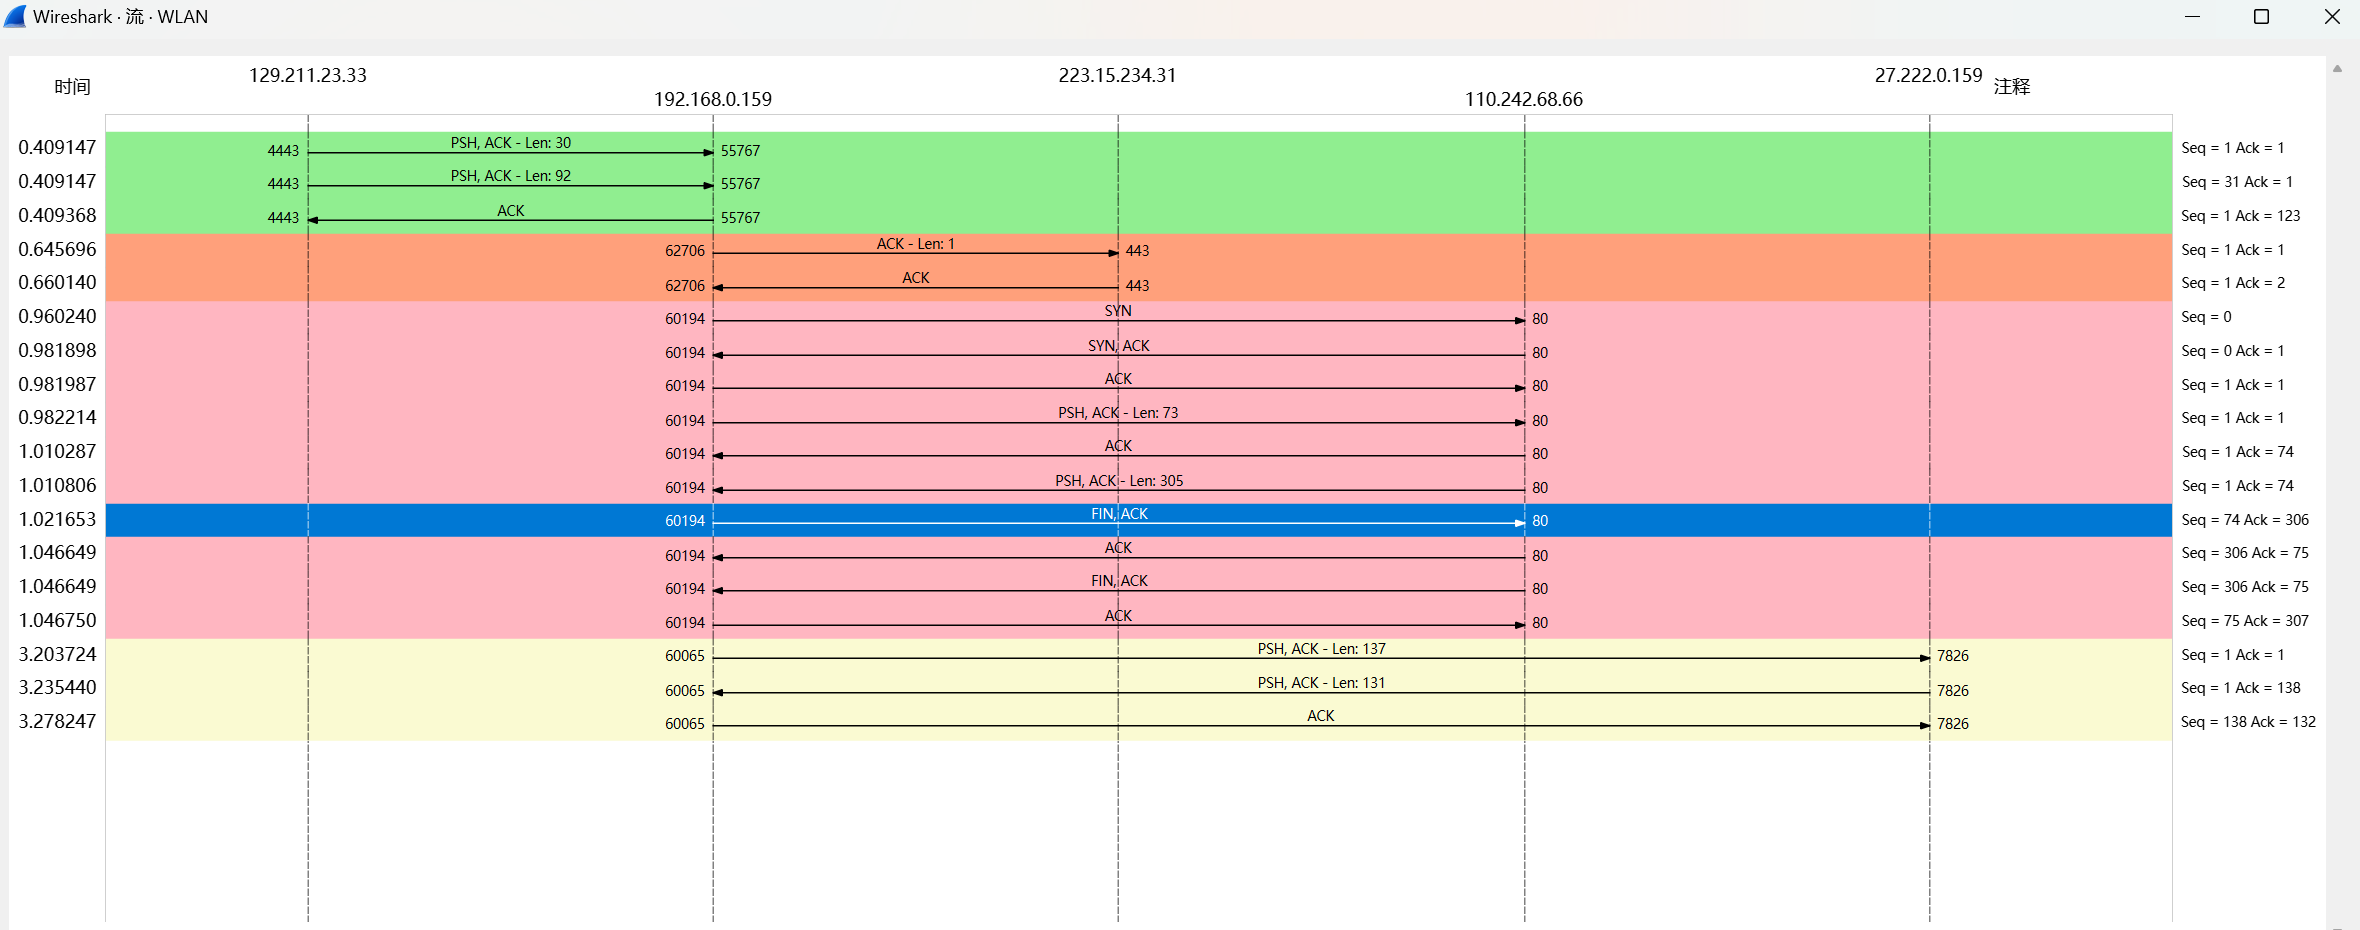 Wireshark · 流 · WLAN
129.211.23.33 223.15.234.31 27.222.0.159
时间 192.168.0.159 110.242.68.66 注释
0.409147 4443 PSH, ACK - Len: 30 55767 Seq = 1 Ack = 1
0.409147 4443 PSH, ACK - Len: 92 55767 Seq = 31 Ack = 1
0.409368 4443 ACK 55767 Seq = 1 Ack = 123
0.645696 62706 ACK - Len: 1 443 Seq = 1 Ack = 1
0.660140 62706 ACK 443 Seq = 1 Ack = 2
0.960240 60194 SYN 80 Seq = 0
0.981898 60194 SYN, ACK 80 Seq = 0 Ack = 1
0.981987 60194 ACK 80 Seq = 1 Ack = 1
0.982214 60194 PSH, ACK - Len: 73 80 Seq = 1 Ack = 1
1.010287 60194 ACK 80 Seq = 1 Ack = 74
1.010806 60194 PSH, ACK - Len: 305 80 Seq = 1 Ack = 74
1.021653 60194 FIN, ACK 80 Seq = 74 Ack = 306
1.046649 60194 ACK 80 Seq = 306 Ack = 75
1.046649 60194 FIN, ACK 80 Seq = 306 Ack = 75
1.046750 60194 ACK 80 Seq = 75 Ack = 307
3.203724 60065 PSH, ACK - Len: 137 7826 Seq = 1 Ack = 1
3.235440 60065 PSH, ACK - Len: 131 7826 Seq = 1 Ack = 138
3.278247 60065 ACK 7826 Seq = 138 Ack = 132